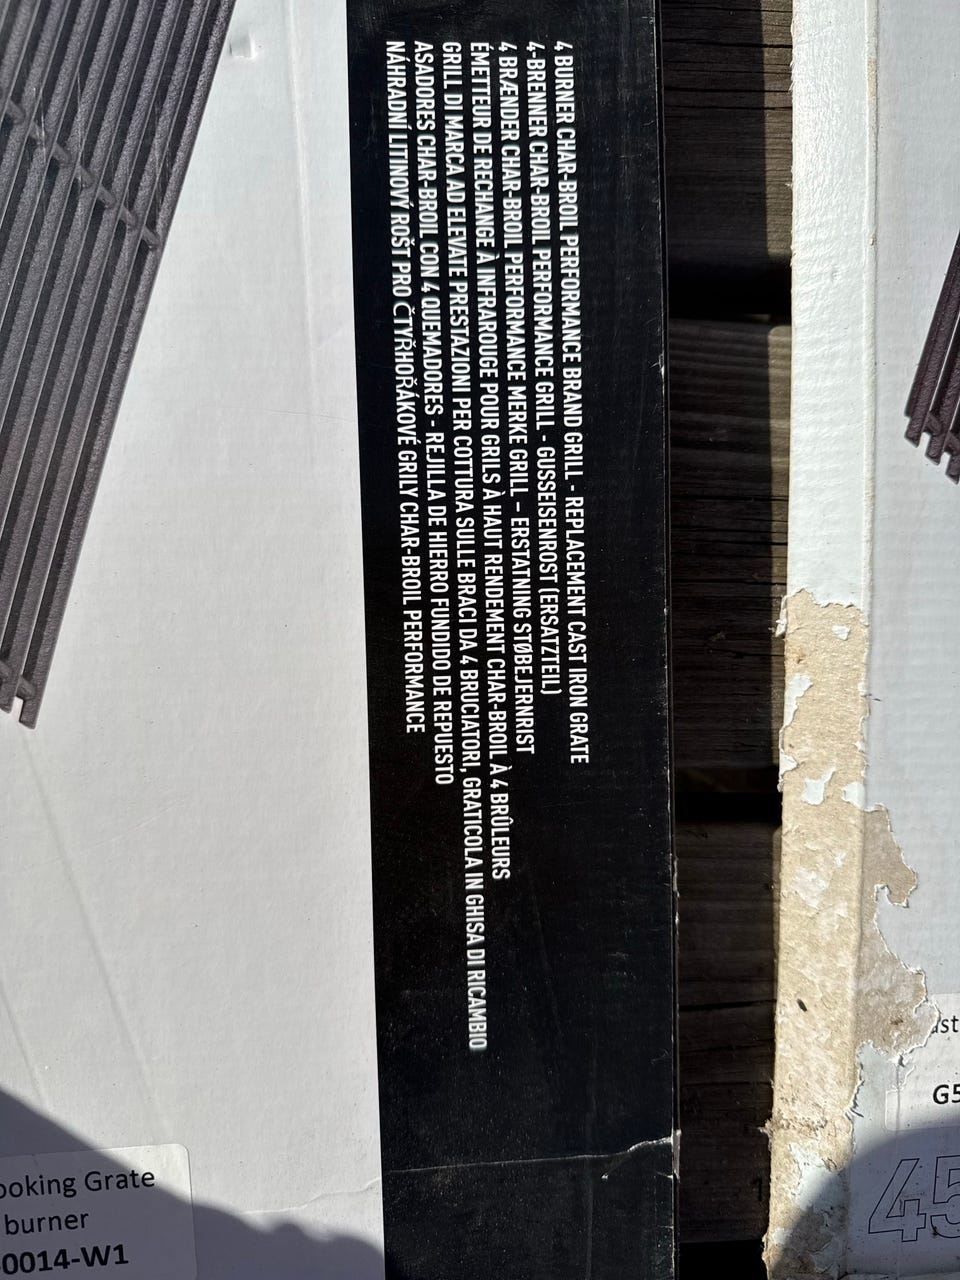 4 BURNER CHAR-BROIL PERFORMANCE BRAND GRILL - REPLACEMENT CAST IRON GRATE
4-BRENNER CHAR-BROIL PERFORMANCE GRILL - GUSSEISENROST (ERSATZTEIL)
4 BRÆNDER CHAR-BROIL PERFORMANCE MERKE GRILL – ERSTATNING STØBEJERNRIST
ÉMETTEUR DE RECHANGE À INFRAROUGE POUR GRILS À HAUT RENDEMENT CHAR-BROIL À 4 BRÛLEURS
GRILL DI MARCA AD ELEVATE PRESTAZIONI PER COTTURA SULLE BRACI DA 4 BRUCIATORI, GRATICOLA IN GHISA DI RICAMBIO
ASADORES CHAR-BROIL CON 4 QUEMADORES - REJILLA DE HIERRO FUNDIDO DE REPUESTO
NÁHRADNÍ LITINOVÝ ROŠT PRO ČTYŘHOŘÁKOVÉ GRILY CHAR-BROIL PERFORMANCE
ooking Grate
burner
0014-W1
ast
G5
45